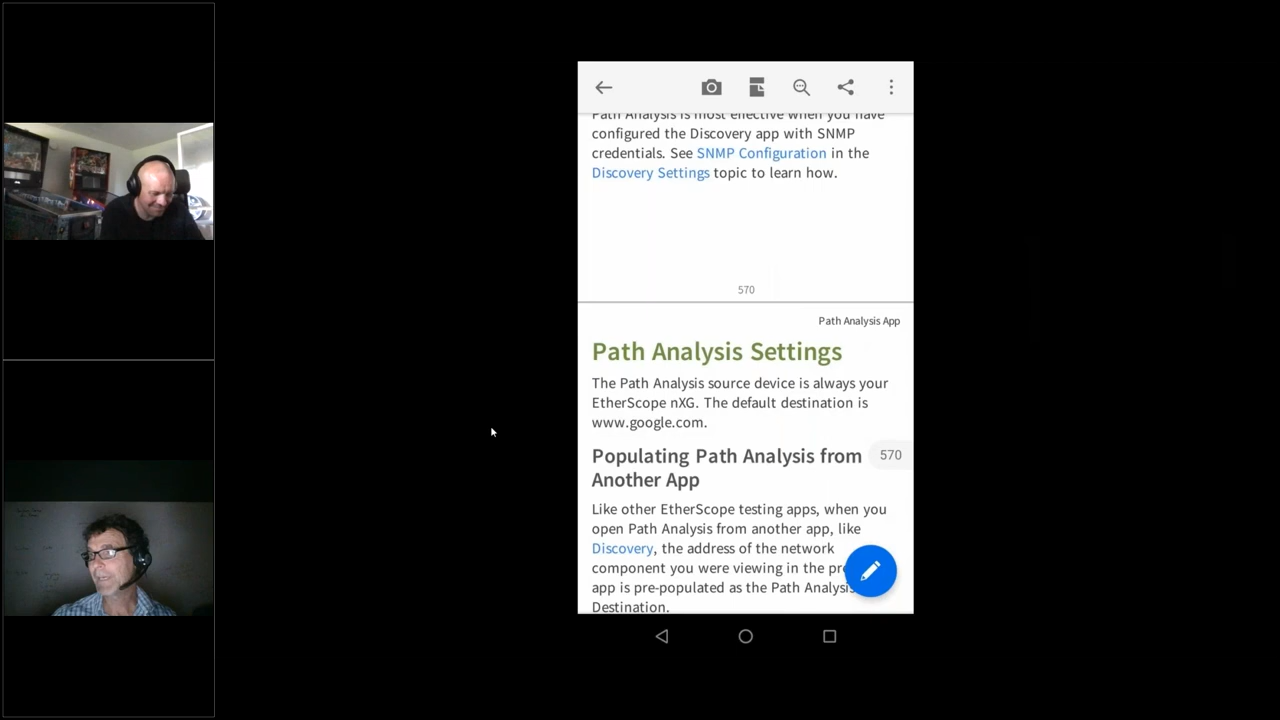 Path Analysis is most effective when you have
configured the Discovery app with SNMP
credentials. See SNMP Configuration in the
Discovery Settings topic to learn how.
570
Path Analysis App
Path Analysis Settings
The Path Analysis source device is always your
EtherScope nXG. The default destination is
www.google.com.
Populating Path Analysis from
570
Another App
Like other EtherScope testing apps, when you
open Path Analysis from another app, like
Discovery, the address of the network
component you were viewing in the
app is pre-populated as the Path Analysis
Destination.